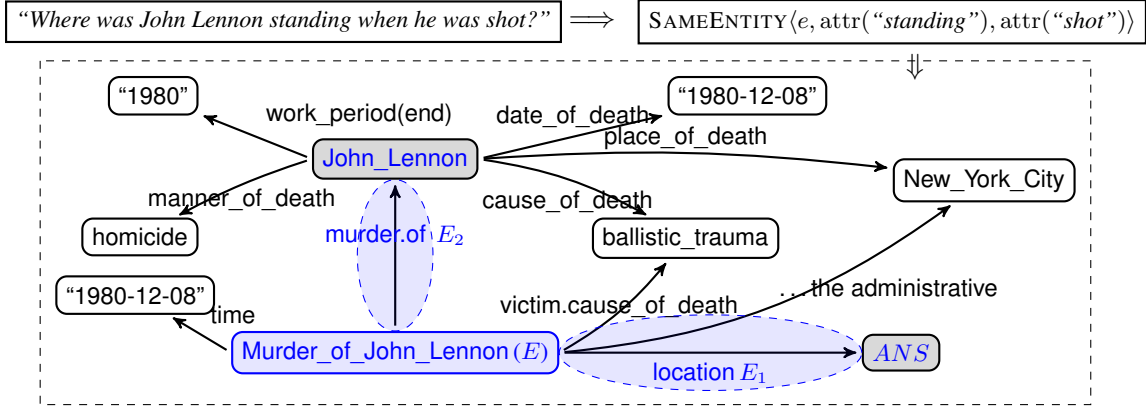 “Where was John Lennon standing when he was shot?” ⟹ SAMEENTITY⟨e, attr(“standing”), attr(“shot”)⟩
⇓
“1980”
work_period(end)
date_of_death
“1980-12-08”
place_of_death
John_Lennon
New_York_City
manner_of_death
cause_of_death
homicide
murder.of E₂
ballistic_trauma
“1980-12-08”
time
victim.cause_of_death
...the administrative
Murder_of_John_Lennon (E)
ANS
location E₁